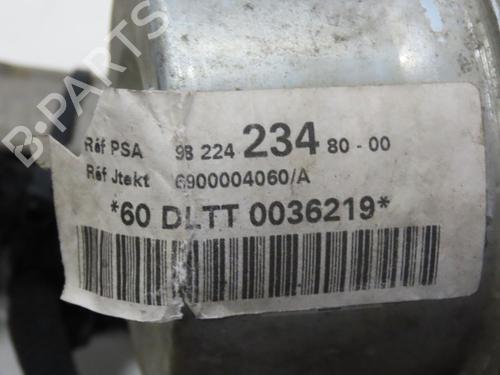 B-PARTS
Réf PSA 98 224 234 80 - 00
Réf Jtekt 6900004060/A
*60 DLTT 0036219*